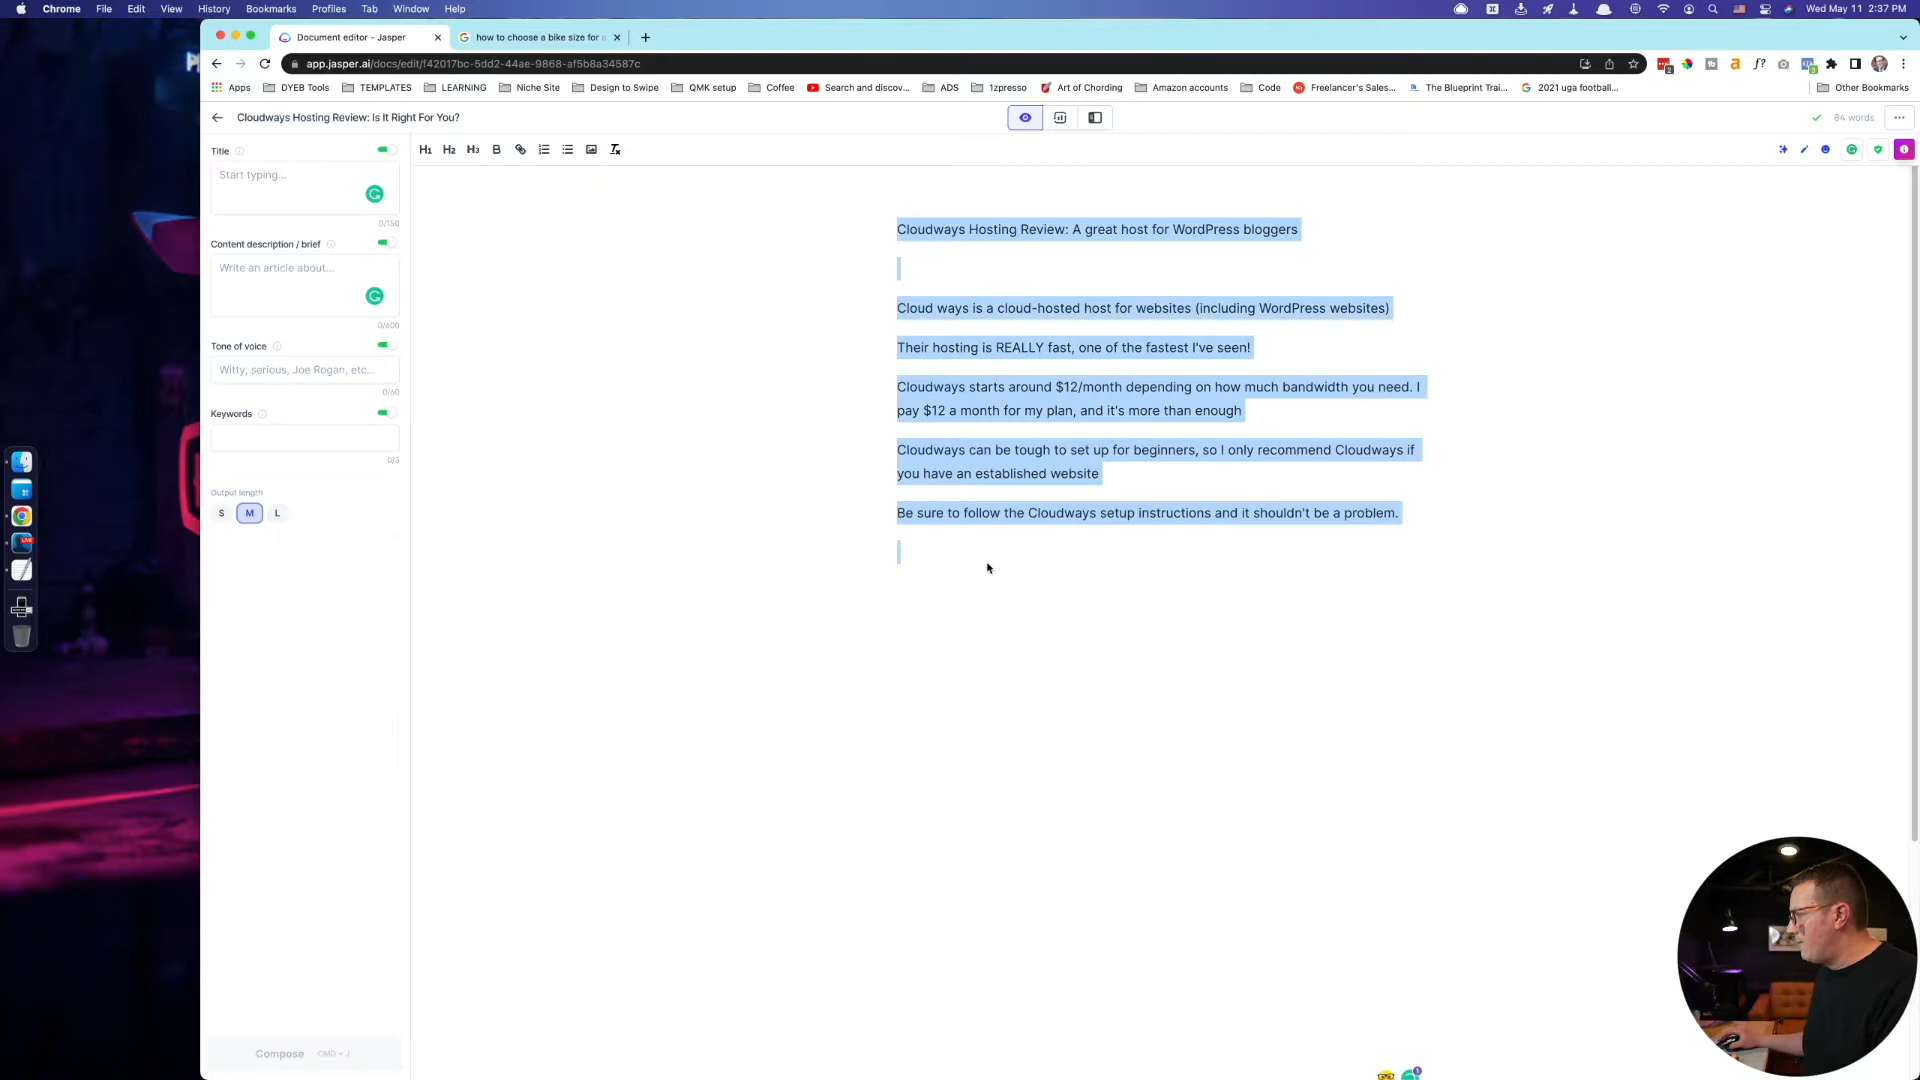 Chrome File Edit View History Bookmarks Profiles Tab Window Help
Wed May 11 2:37 PM
Document editor - Jasper
how to choose a bike size for
app.jasper.ai/docs/edit/f42017bc-5dd2-44ae-9868-af5b8a34587c
Apps DYEB Tools TEMPLATES LEARNING Niche Site Design to Swipe QMK setup Coffee Search and discov... ADS 1zpresso Art of Chording Amazon accounts Code Freelancer's Sales... The Blueprint Trai... 2021 uga football... Other Bookmarks
Cloudways Hosting Review: Is It Right For You?
84 words
H1 H2 H3 B
Title
Start typing...
0/150
Content description / brief
Write an article about...
0/600
Tone of voice
Witty, serious, Joe Rogan, etc...
0/60
Keywords
0/3
Output length
S M L
Compose CMD + J
Cloudways Hosting Review: A great host for WordPress bloggers
Cloud ways is a cloud-hosted host for websites (including WordPress websites)
Their hosting is REALLY fast, one of the fastest I've seen!
Cloudways starts around $12/month depending on how much bandwidth you need. I
pay $12 a month for my plan, and it's more than enough
Cloudways can be tough to set up for beginners, so I only recommend Cloudways if
you have an established website
Be sure to follow the Cloudways setup instructions and it shouldn't be a problem.